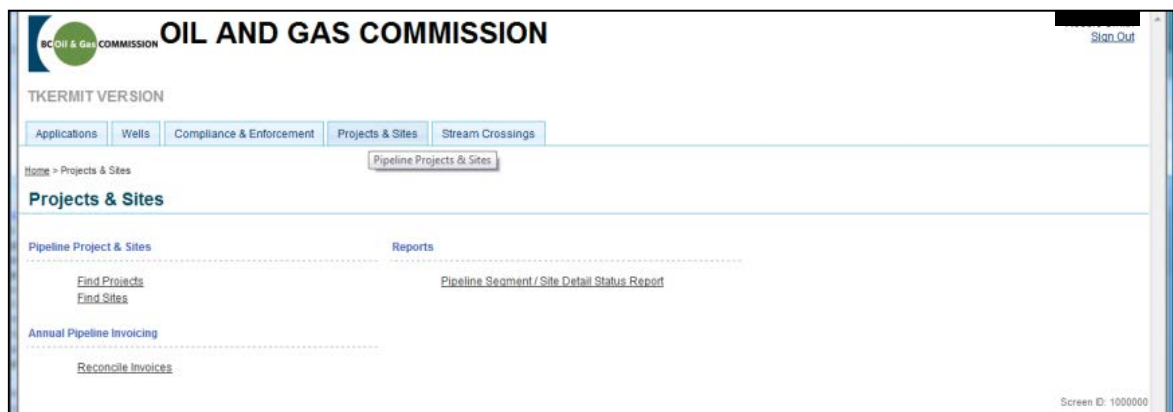 BC Oil & Gas COMMISSION OIL AND GAS COMMISSION
Sign Out
TKERMIT VERSION
Applications Wells Compliance & Enforcement Projects & Sites Stream Crossings
Pipeline Projects & Sites
Home > Projects & Sites
Projects & Sites
Pipeline Project & Sites Reports
Find Projects Pipeline Segment / Site Detail Status Report
Find Sites
Annual Pipeline Invoicing
Reconcile Invoices
Screen ID: 1000000